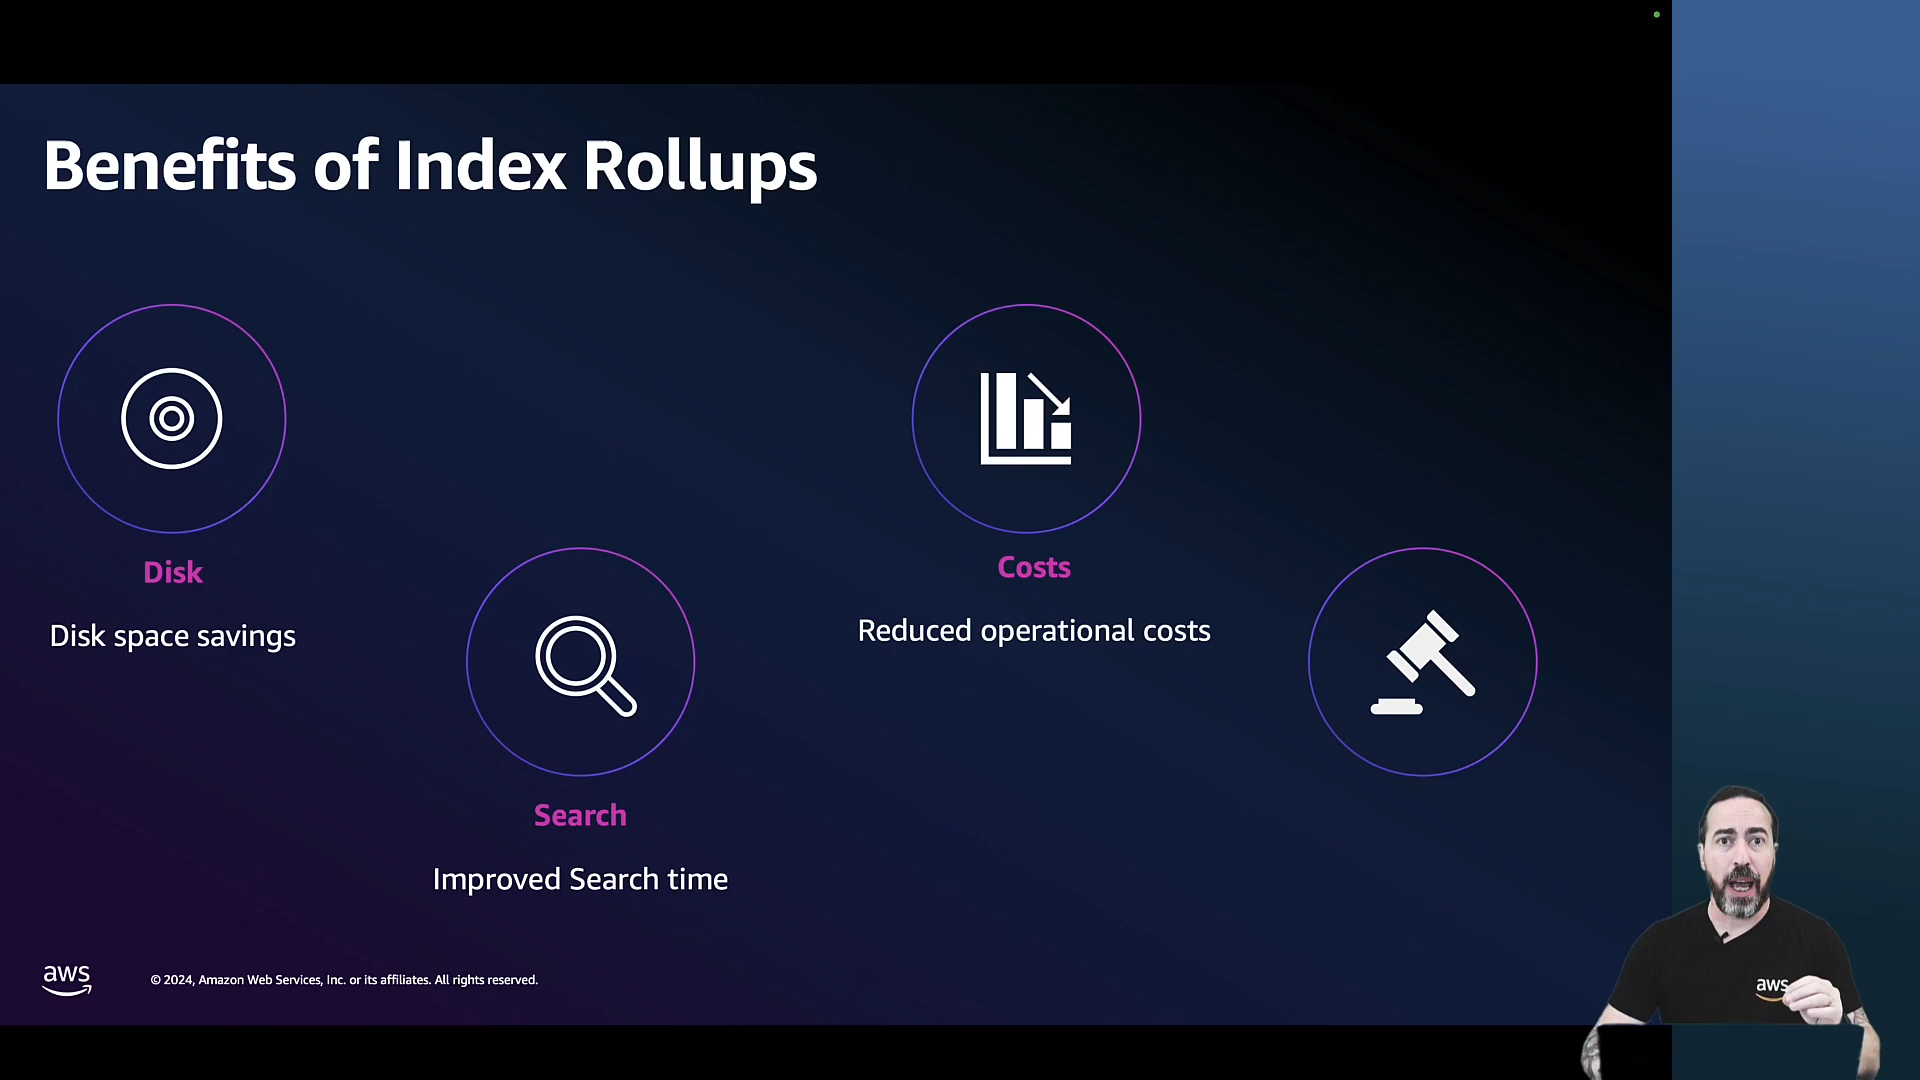 Benefits of Index Rollups
Disk
Disk space savings
Search
Improved Search time
Costs
Reduced operational costs
aws
© 2024, Amazon Web Services, Inc. or its affiliates. All rights reserved.
aws